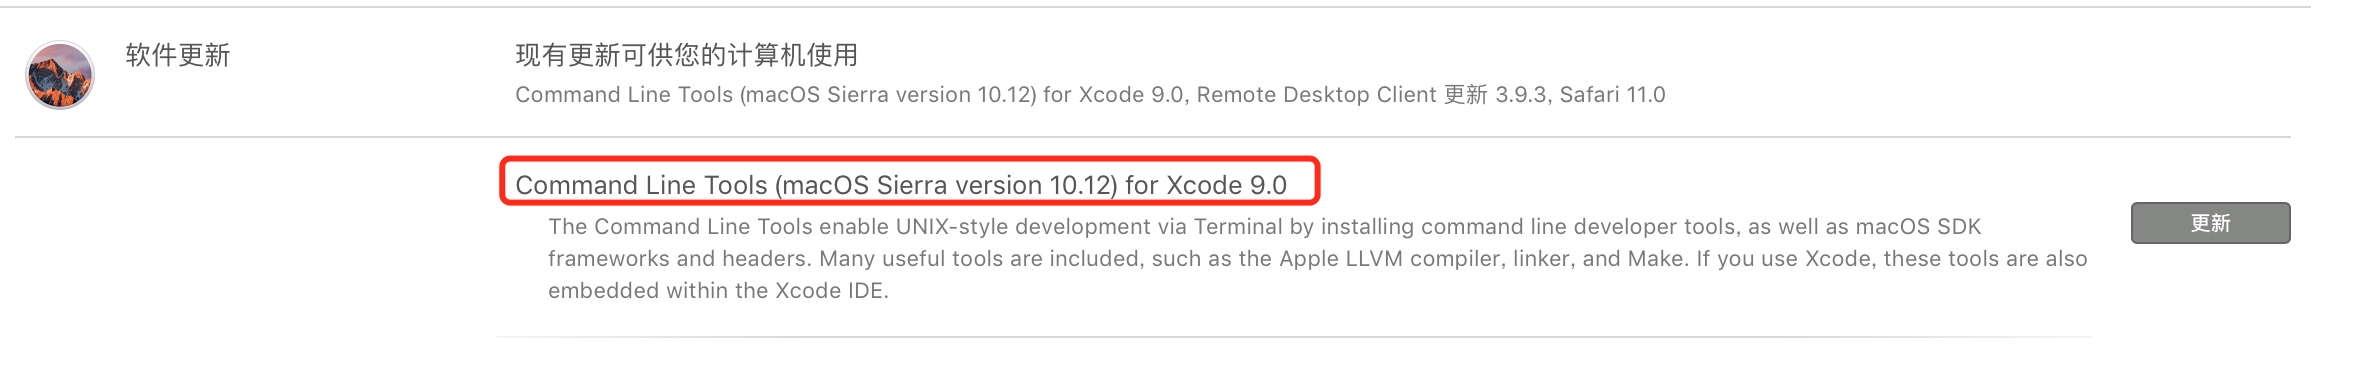 软件更新
现有更新可供您的计算机使用
Command Line Tools (macOS Sierra version 10.12) for Xcode 9.0, Remote Desktop Client 更新 3.9.3, Safari 11.0
Command Line Tools (macOS Sierra version 10.12) for Xcode 9.0
The Command Line Tools enable UNIX-style development via Terminal by installing command line developer tools, as well as macOS SDK
frameworks and headers. Many useful tools are included, such as the Apple LLVM compiler, linker, and Make. If you use Xcode, these tools are also
embedded within the Xcode IDE.
更新